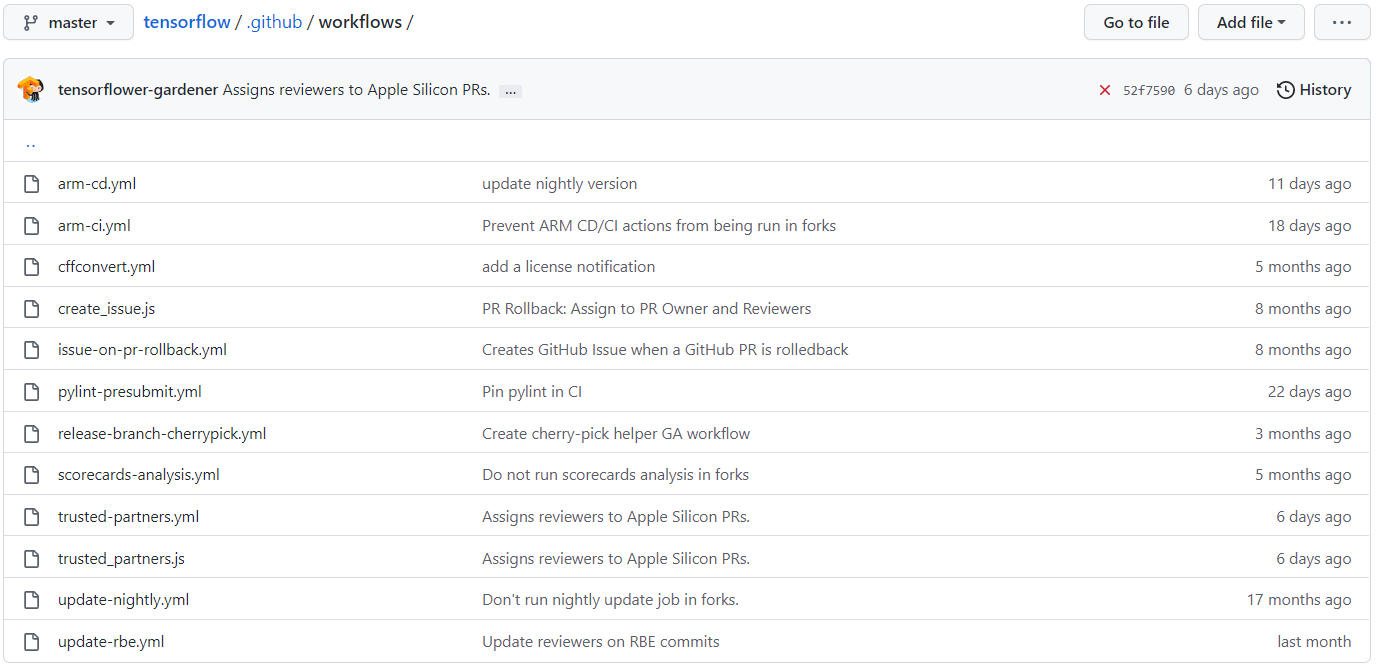 master tensorflow / .github / workflows / Go to file Add file ...
tensorflower-gardener Assigns reviewers to Apple Silicon PRs. ... 52f7590 6 days ago History
..
arm-cd.yml update nightly version 11 days ago
arm-ci.yml Prevent ARM CD/CI actions from being run in forks 18 days ago
cffconvert.yml add a license notification 5 months ago
create_issue.js PR Rollback: Assign to PR Owner and Reviewers 8 months ago
issue-on-pr-rollback.yml Creates GitHub Issue when a GitHub PR is rolledback 8 months ago
pylint-presubmit.yml Pin pylint in CI 22 days ago
release-branch-cherrypick.yml Create cherry-pick helper GA workflow 3 months ago
scorecards-analysis.yml Do not run scorecards analysis in forks 5 months ago
trusted-partners.yml Assigns reviewers to Apple Silicon PRs. 6 days ago
trusted_partners.js Assigns reviewers to Apple Silicon PRs. 6 days ago
update-nightly.yml Don't run nightly update job in forks. 17 months ago
update-rbe.yml Update reviewers on RBE commits last month